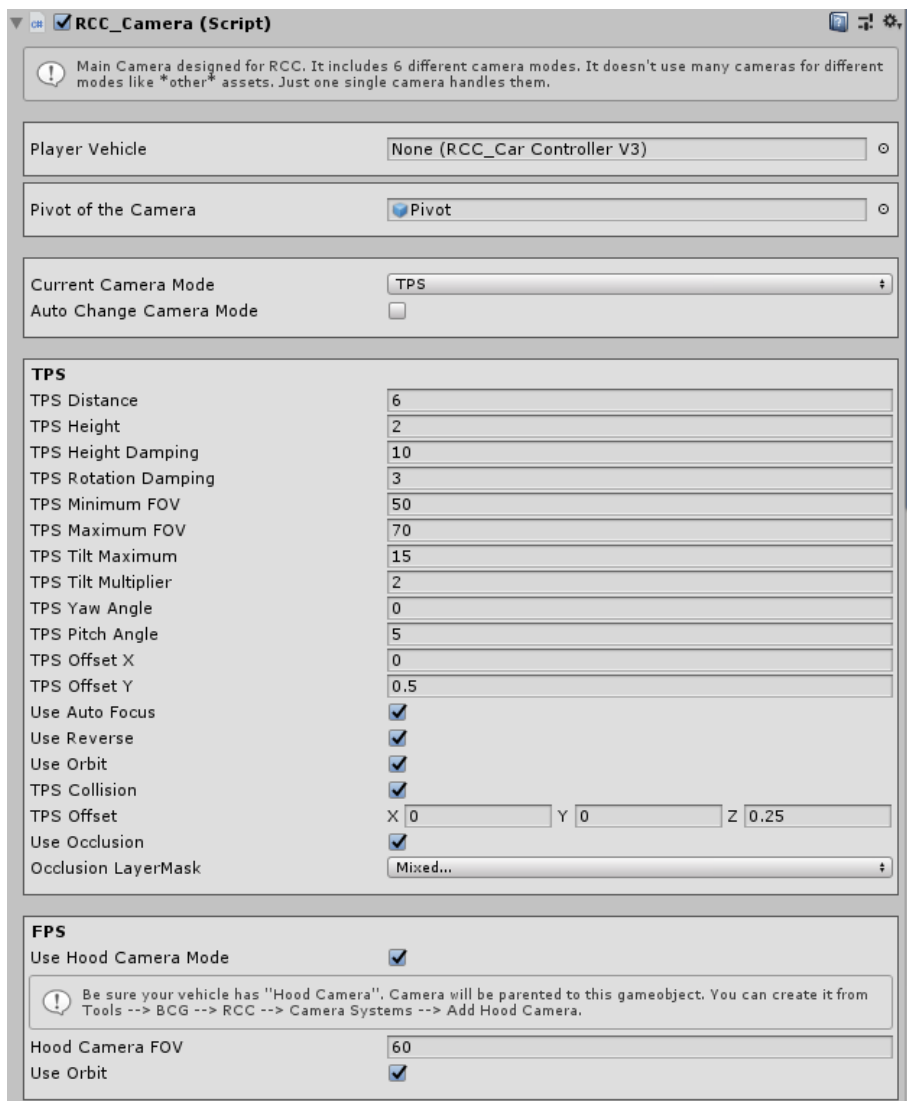 RCC_Camera (Script)
Main Camera designed for RCC. It includes 6 different camera modes. It doesn't use many cameras for different
modes like *other* assets. Just one single camera handles them.
Player Vehicle None (RCC_Car Controller V3)
Pivot of the Camera Pivot
Current Camera Mode TPS
Auto Change Camera Mode
TPS
TPS Distance 6
TPS Height 2
TPS Height Damping 10
TPS Rotation Damping 3
TPS Minimum FOV 50
TPS Maximum FOV 70
TPS Tilt Maximum 15
TPS Tilt Multiplier 2
TPS Yaw Angle 0
TPS Pitch Angle 5
TPS Offset X 0
TPS Offset Y 0.5
Use Auto Focus
Use Reverse
Use Orbit
TPS Collision
TPS Offset X 0 Y 0 Z 0.25
Use Occlusion
Occlusion LayerMask Mixed...
FPS
Use Hood Camera Mode
Be sure your vehicle has "Hood Camera". Camera will be parented to this gameobject. You can create it from
Tools --> BCG --> RCC --> Camera Systems --> Add Hood Camera.
Hood Camera FOV 60
Use Orbit